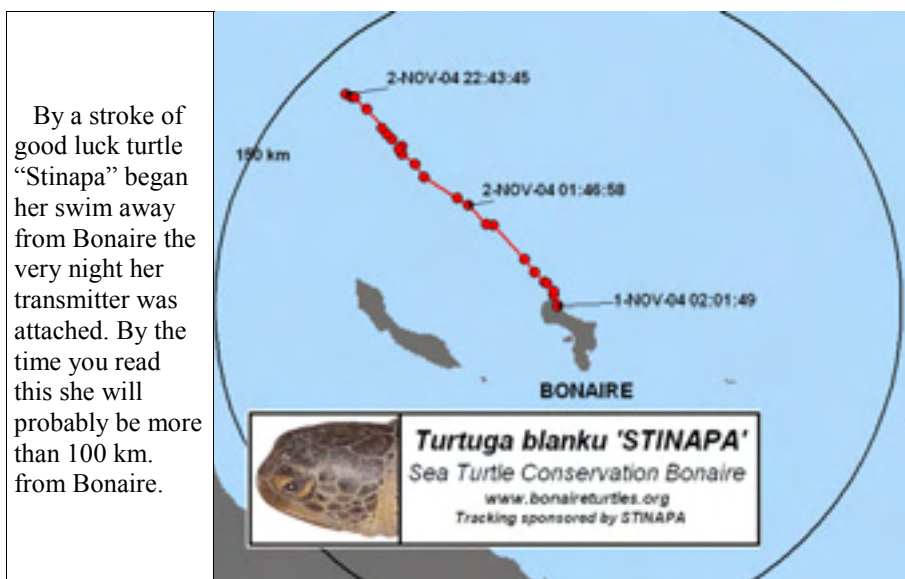 By a stroke of
good luck turtle
“Stinapa” began
her swim away
from Bonaire the
very night her
transmitter was
attached. By the
time you read
this she will
probably be more
than 100 km.
from Bonaire.
2-NOV-04 22:43:45
150 km
2-NOV-04 01:46:58
1-NOV-04 02:01:49
BONAIRE
Turtuga blanku 'STINAPA'
Sea Turtle Conservation Bonaire
www.bonaireturtles.org
Tracking sponsored by STINAPA